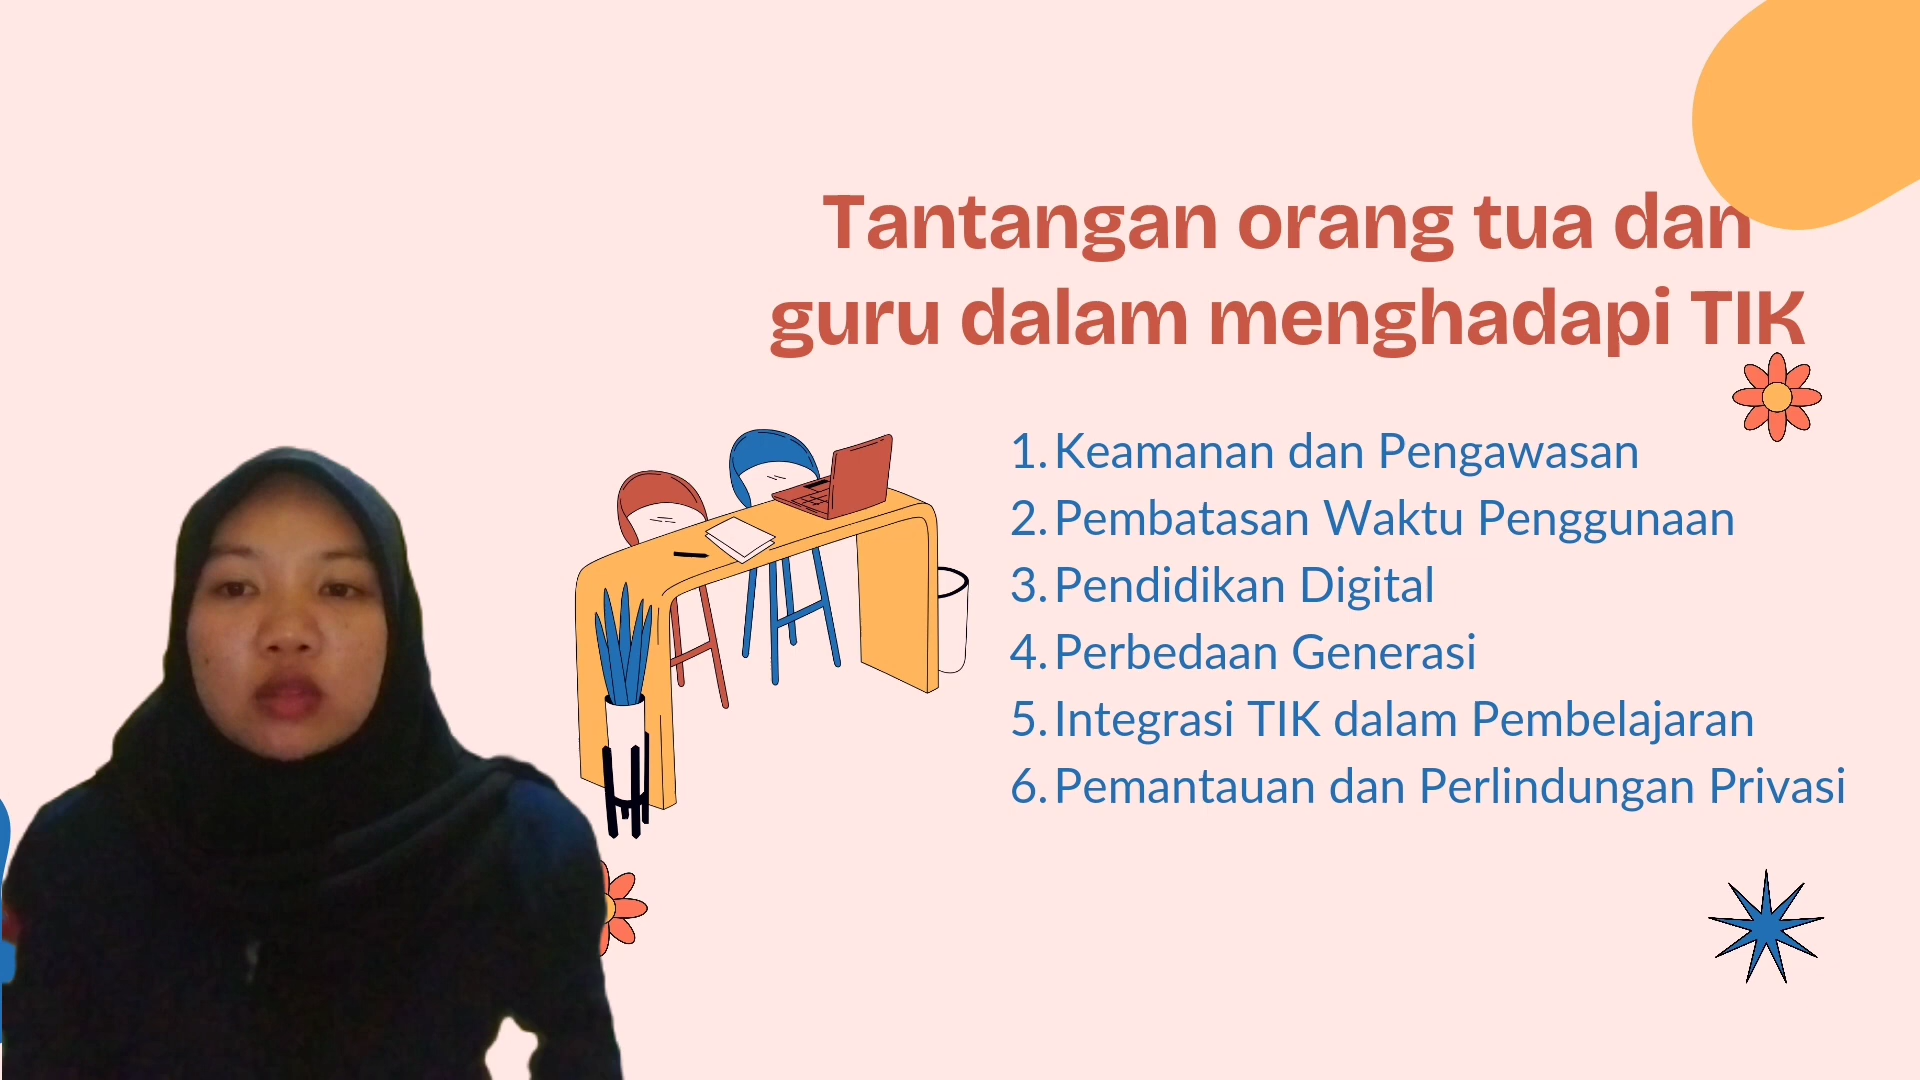 Tantangan orang tua dan
guru dalam menghadapi TIK
1. Keamanan dan Pengawasan
2. Pembatasan Waktu Penggunaan
3. Pendidikan Digital
4. Perbedaan Generasi
5. Integrasi TIK dalam Pembelajaran
6. Pemantauan dan Perlindungan Privasi